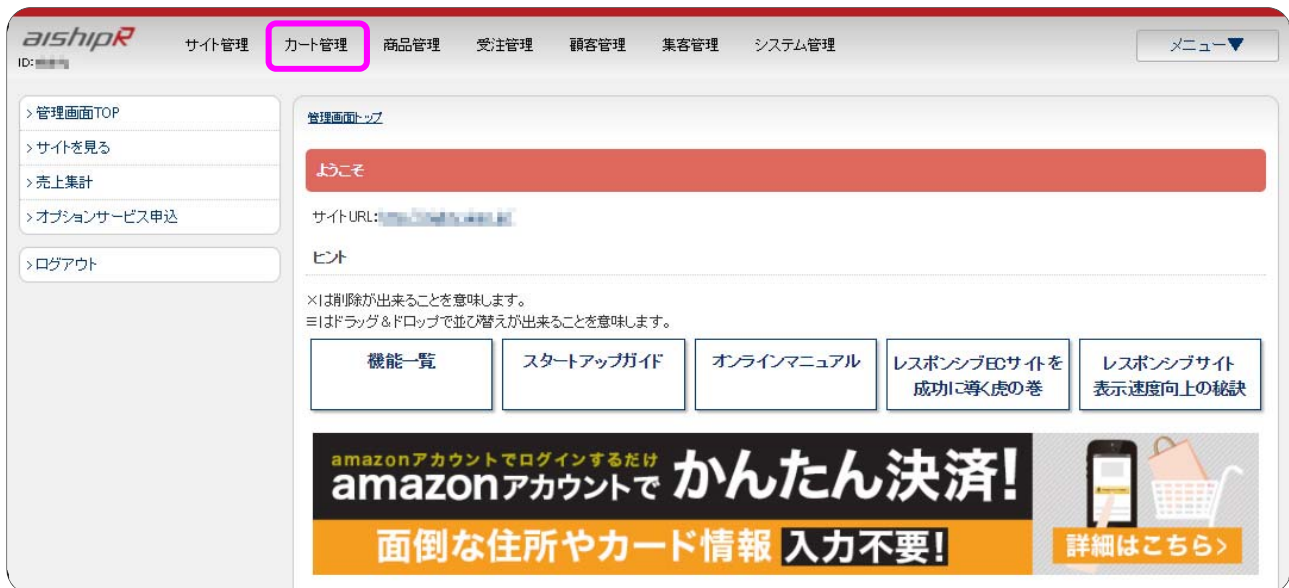 aishipR
サイト管理 カート管理 商品管理 受注管理 顧客管理 集客管理 システム管理 メニュー▼
ID:
>管理画面TOP
>サイトを見る
>売上集計
>オプションサービス申込
>ログアウト
管理画面トップ
ようこそ
サイトURL:
ヒント
×は削除が出来ることを意味します。
≡はドラッグ&ドロップで並び替えが出来ることを意味します。
機能一覧
スタートアップガイド
オンラインマニュアル
レスポンシブECサイトを
成功に導く虎の巻
レスポンシブサイト
表示速度向上の秘訣
amazonアカウントでログインするだけ
amazonアカウントで かんたん決済!
面倒な住所やカード情報 入力不要!
詳細はこちら>